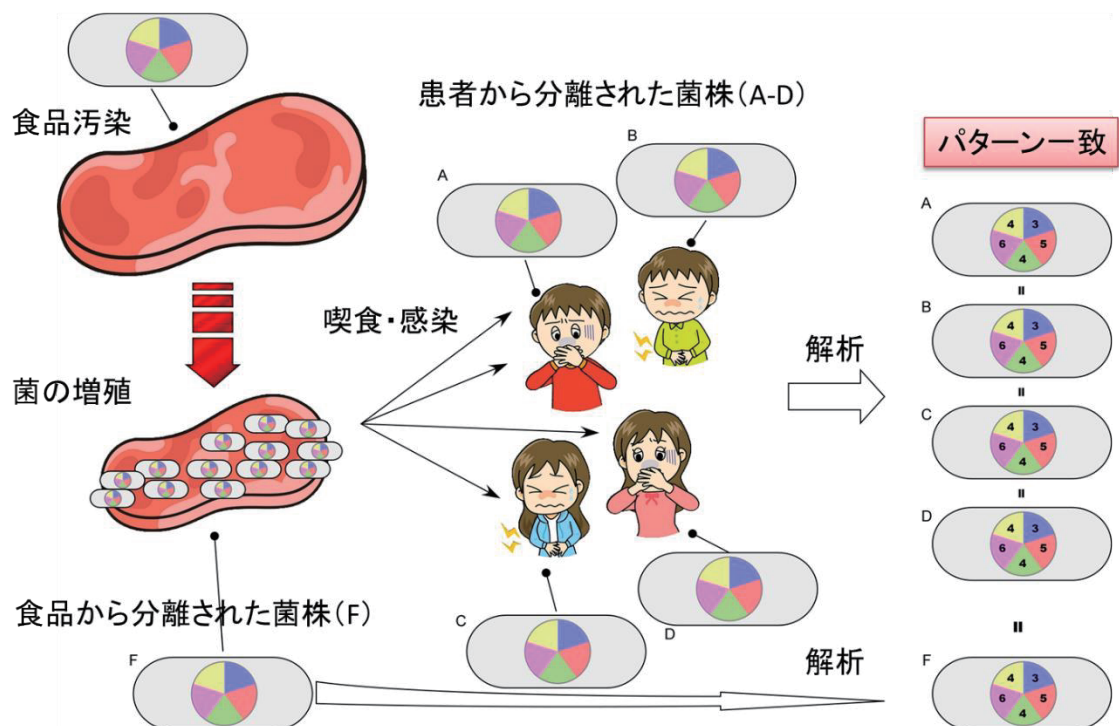 食品汚染
患者から分離された菌株(A-D)
パターン一致
A
B
喫食・感染
菌の増殖
解析
食品から分離された菌株(F)
F
C
D
解析
A
4 3
6 5
4
=
B
4 3
6 5
4
=
C
4 3
6 5
4
=
D
4 3
6 5
4
=
F
4 3
6 5
4